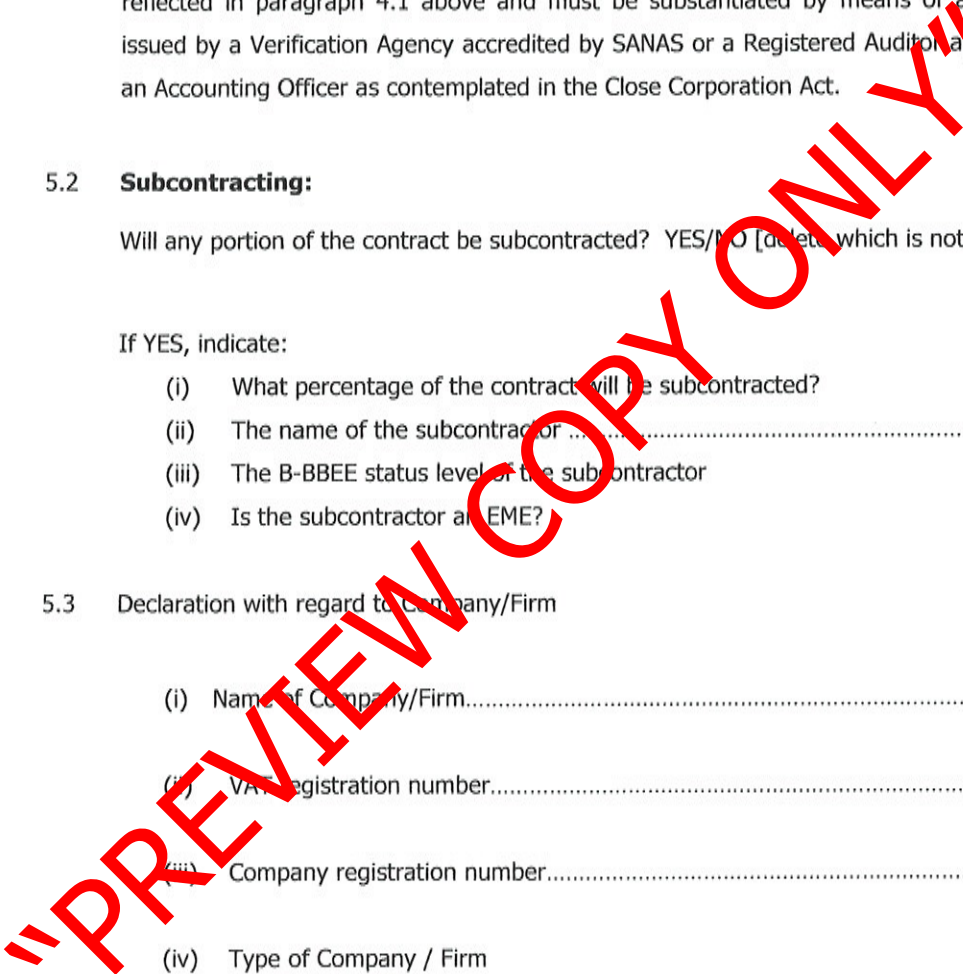 reflected in paragraph 4.1 above and must be substantiated by means of a
issued by a Verification Agency accredited by SANAS or a Registered Auditor a
an Accounting Officer as contemplated in the Close Corporation Act.
5.2 Subcontracting:
Will any portion of the contract be subcontracted? YES/NO [delete which is not
If YES, indicate:
(i) What percentage of the contract will be subcontracted?
(ii) The name of the subcontractor ........................................................
(iii) The B-BBEE status level of the subcontractor
(iv) Is the subcontractor an EME?
5.3 Declaration with regard to Company/Firm
(i) Name of Company/Firm........................................................................
(ii) VAT registration number....................................................................
(iii) Company registration number............................................................
(iv) Type of Company / Firm
"PREVIEW COPY ONLY"